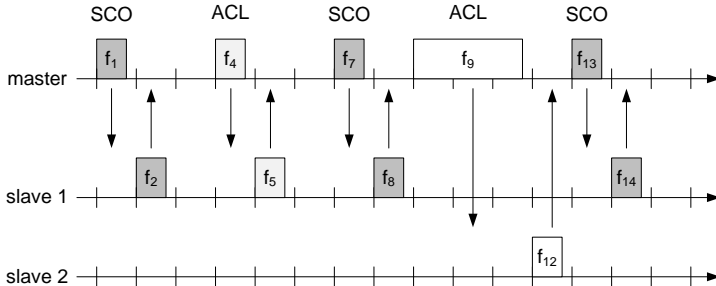 SCO ACL SCO ACL SCO
f1 f4 f7 f9 f13
master
f2 f5 f8 f14
slave 1
f12
slave 2